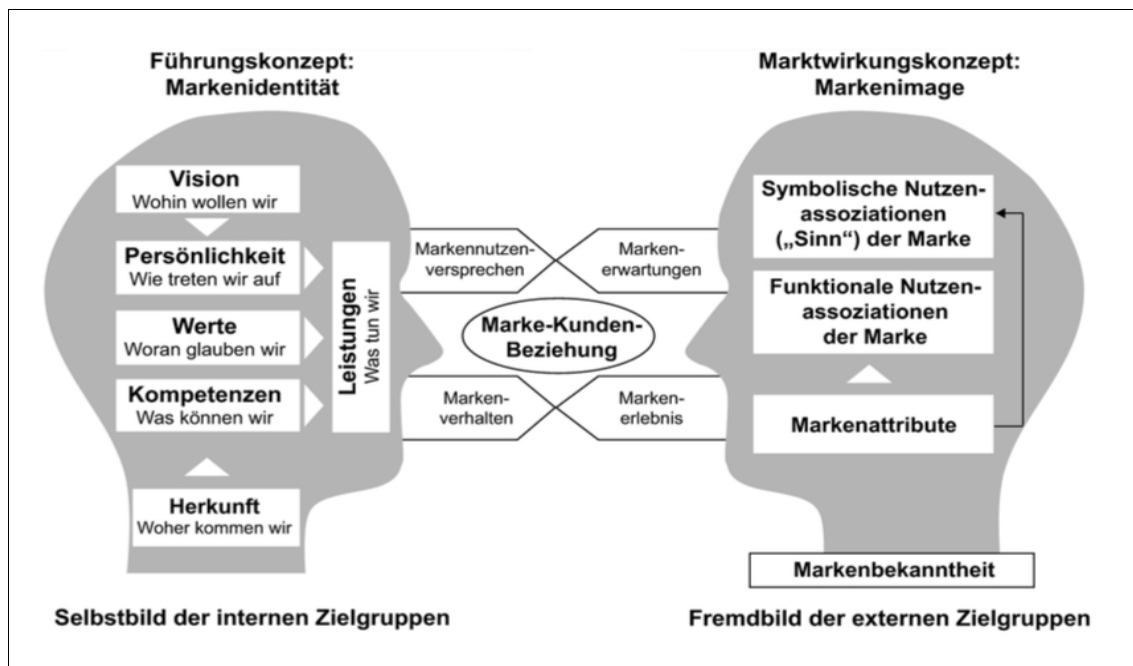 Führungskonzept:
Markenidentität
Vision
Wohin wollen wir
Persönlichkeit
Wie treten wir auf
Werte
Woran glauben wir
Kompetenzen
Was können wir
Herkunft
Woher kommen wir
Leistungen
Was tun wir
Selbstbild der internen Zielgruppen
Markennutzen-
versprechen
Marken-
erwartungen
Marke-Kunden-
Beziehung
Marken-
verhalten
Marken-
erlebnis
Marktwirkungskonzept:
Markenimage
Symbolische Nutzen-
assoziationen
(„Sinn“) der Marke
Funktionale Nutzen-
assoziationen
der Marke
Markenattribute
Markenbekanntheit
Fremdbild der externen Zielgruppen